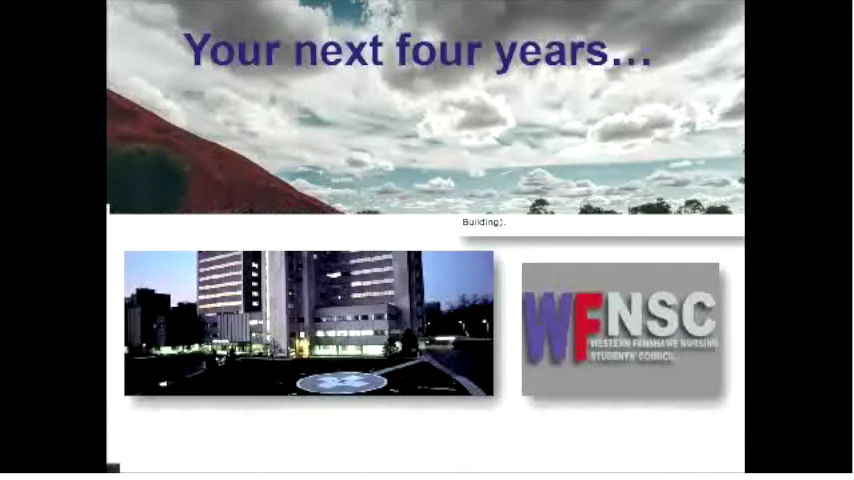 Your next four years...
Building).
WFNSC
WESTERN FANSHAWE NURSING
STUDENTS' COUNCIL